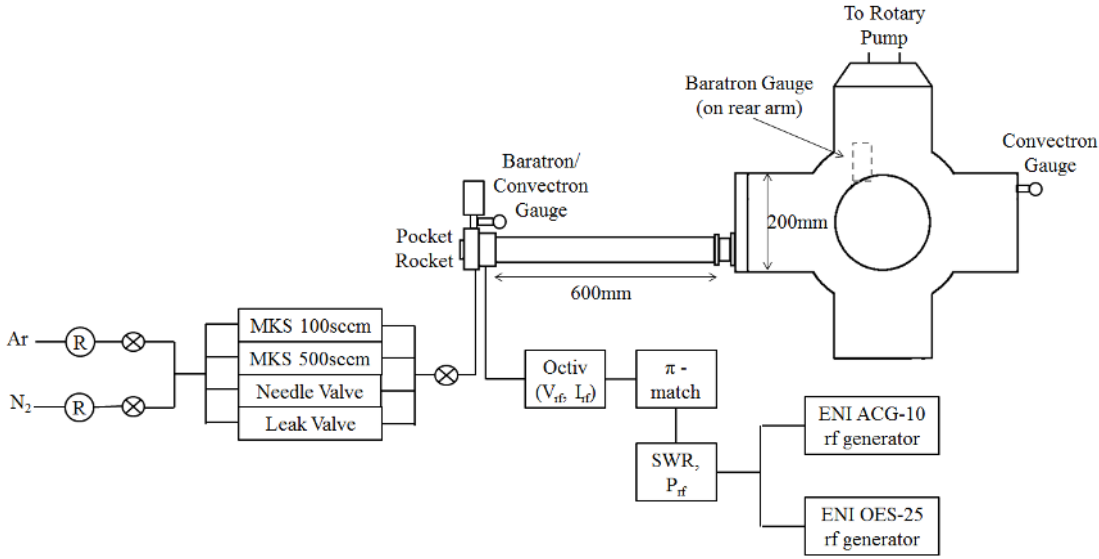 To Rotary
Pump
Baratron Gauge
(on rear arm)
Convectron
Gauge
Baratron/
Convectron
Gauge
200mm
Pocket
Rocket
600mm
Ar
R
MKS 100sccm
MKS 500sccm
Needle Valve
Leak Valve
N₂
R
Octiv
(Vrf, Irf)
π -
match
SWR,
Prf
ENI ACG-10
rf generator
ENI OES-25
rf generator